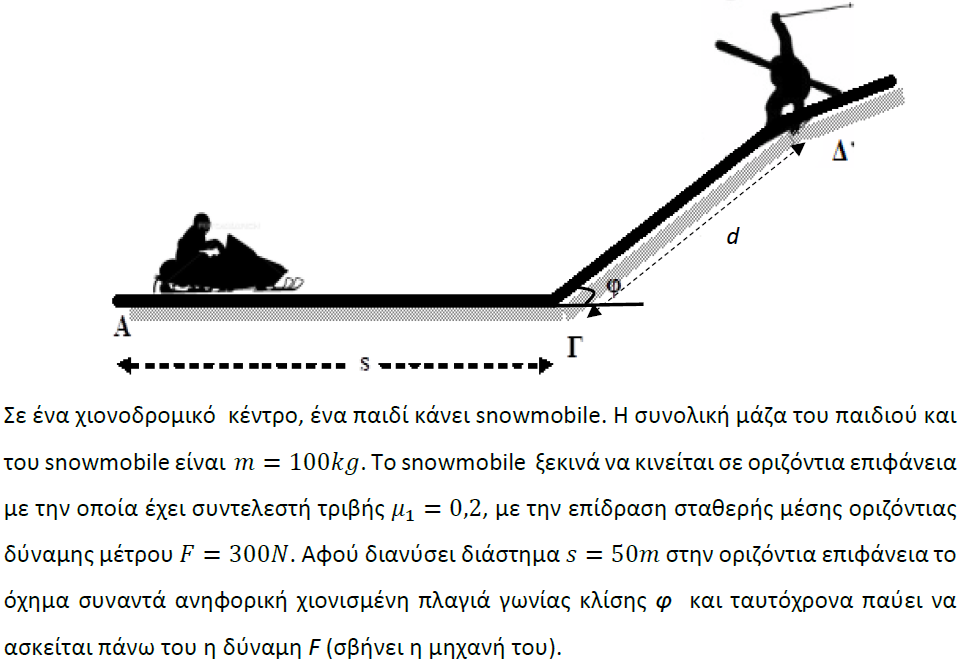 Δ'
d
φ
Α
Γ
s
Σε ένα χιονοδρομικό κέντρο, ένα παιδί κάνει snowmobile. Η συνολική μάζα του παιδιού και
του snowmobile είναι m = 100kg. Το snowmobile ξεκινά να κινείται σε οριζόντια επιφάνεια
με την οποία έχει συντελεστή τριβής μ₁ = 0,2, με την επίδραση σταθερής μέσης οριζόντιας
δύναμης μέτρου F = 300N. Αφού διανύσει διάστημα s = 50m στην οριζόντια επιφάνεια το
όχημα συναντά ανηφορική χιονισμένη πλαγιά γωνίας κλίσης φ και ταυτόχρονα παύει να
ασκείται πάνω του η δύναμη F (σβήνει η μηχανή του).